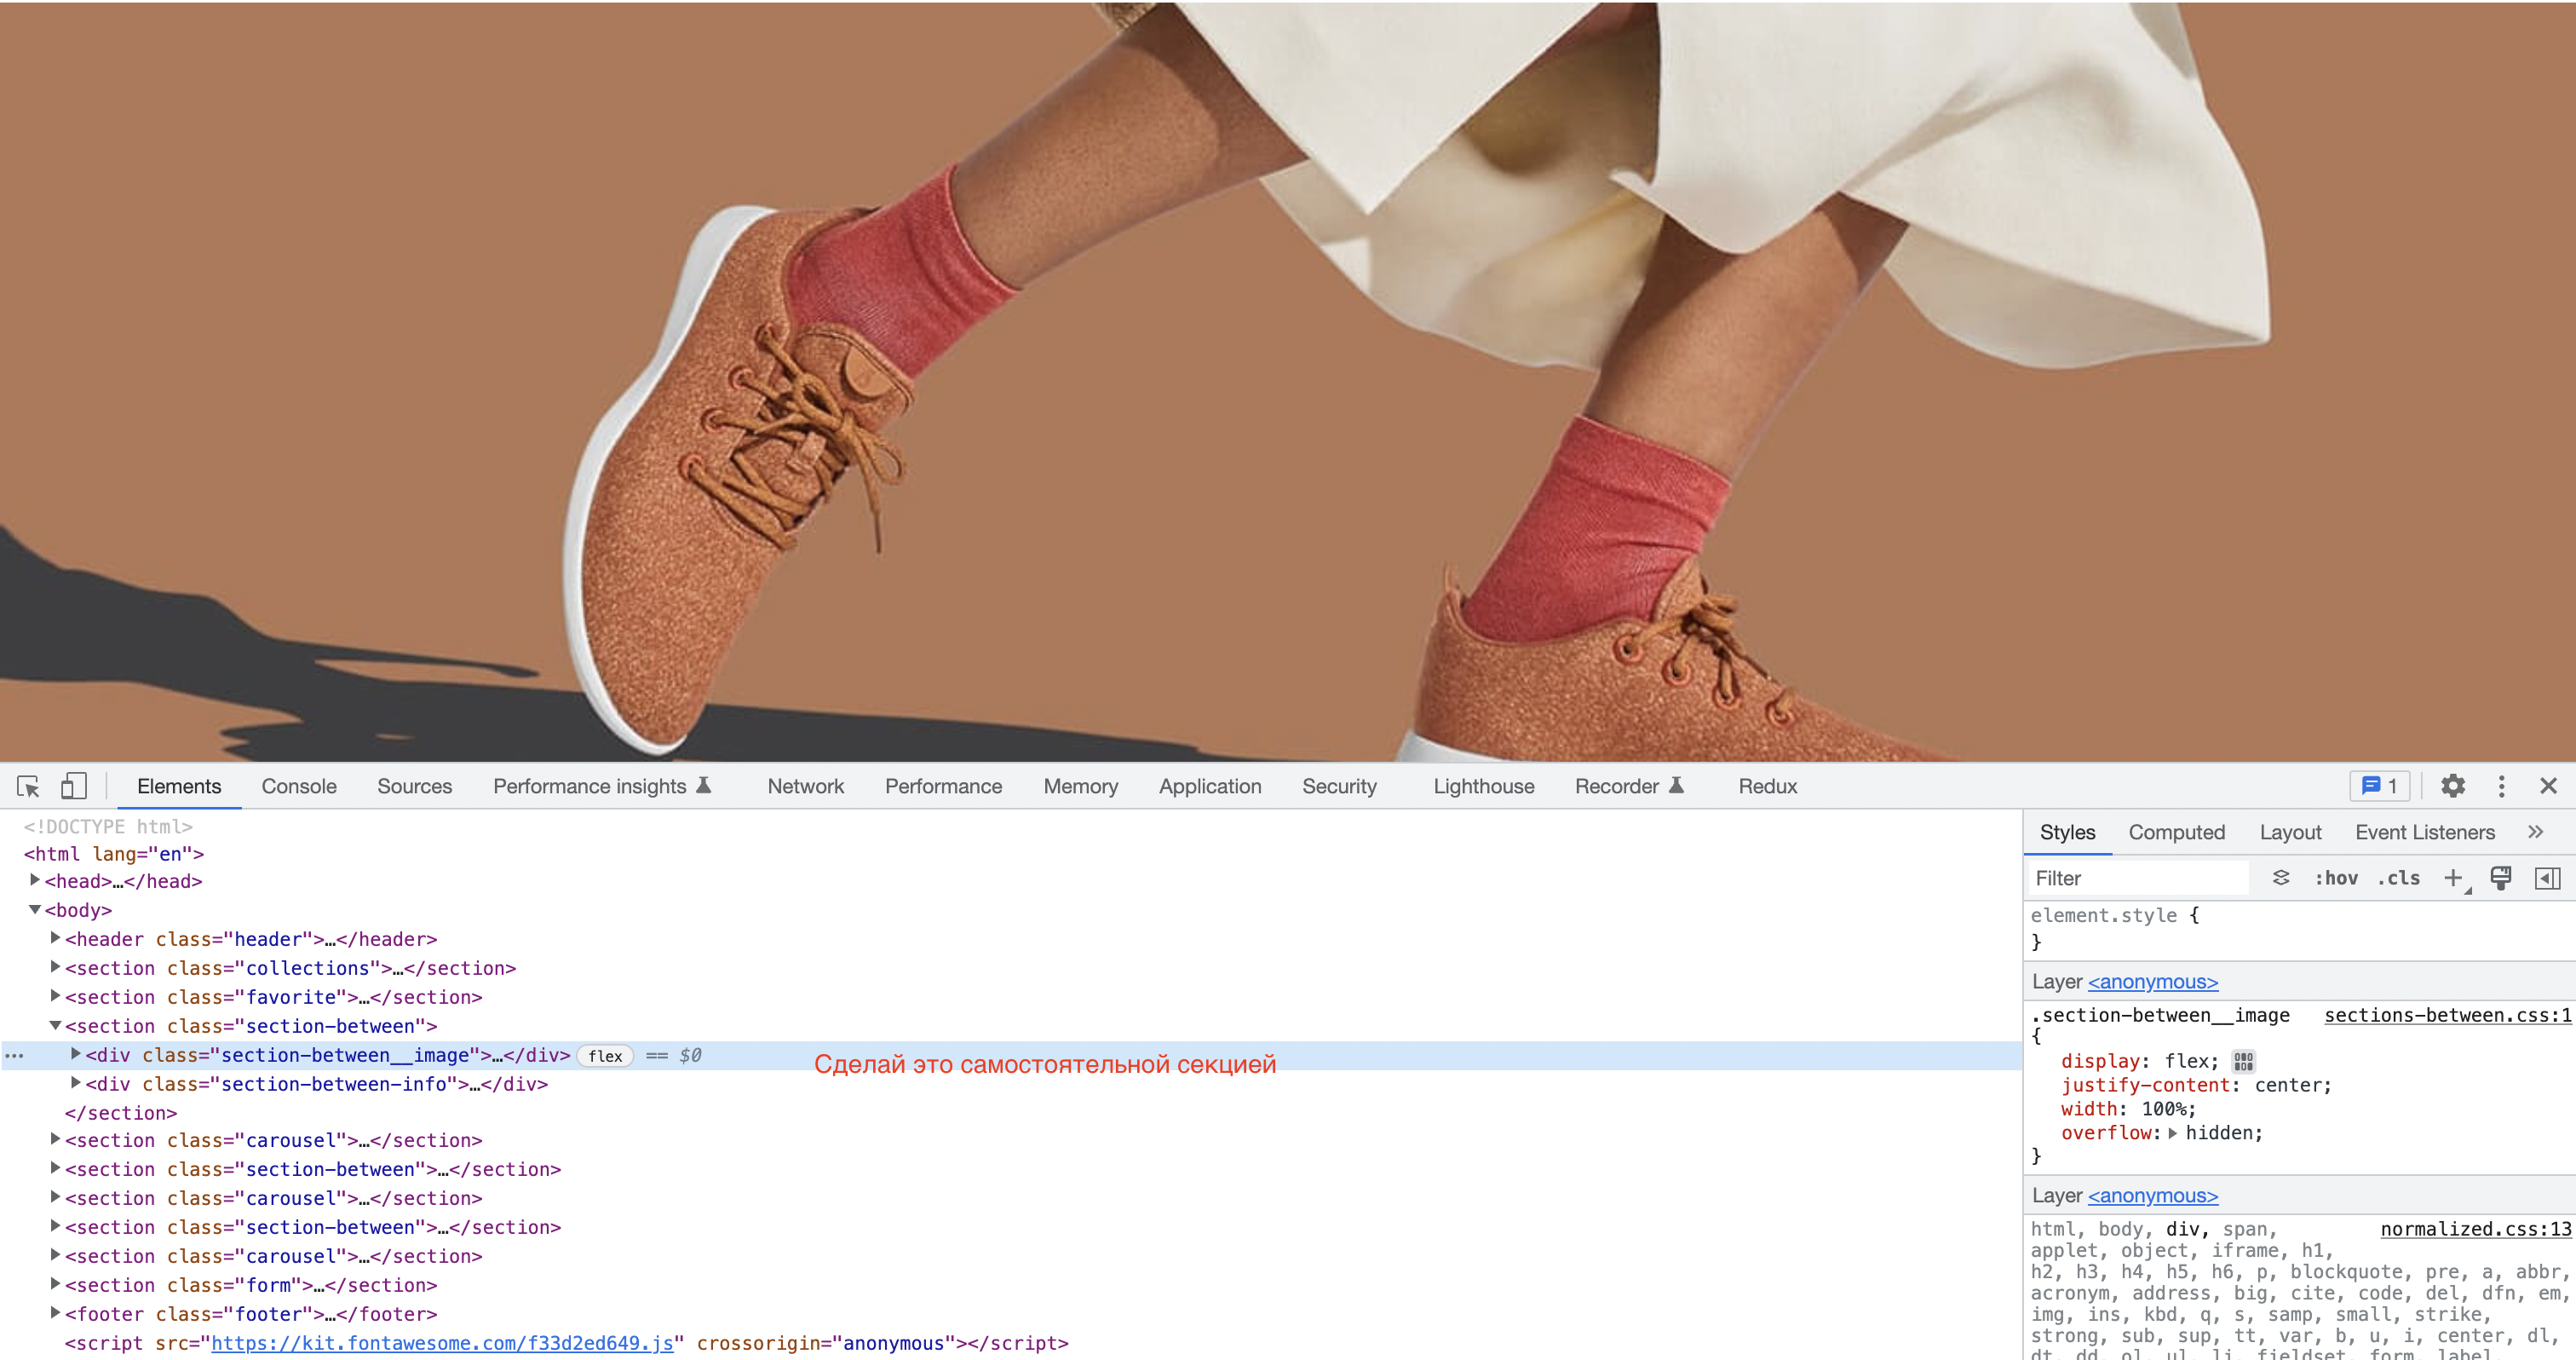 Elements Console Sources Performance insights Network Performance Memory Application Security Lighthouse Recorder Redux 1
<!DOCTYPE html>
<html lang="en">
<head>…</head>
<body>
<header class="header">…</header>
<section class="collections">…</section>
<section class="favorite">…</section>
<section class="section-between">
<div class="section-between__image">…</div> flex == $0 Сделай это самостоятельной секцией
<div class="section-between-info">…</div>
</section>
<section class="carousel">…</section>
<section class="section-between">…</section>
<section class="carousel">…</section>
<section class="section-between">…</section>
<section class="carousel">…</section>
<section class="form">…</section>
<footer class="footer">…</footer>
<script src="https://kit.fontawesome.com/f33d2ed649.js" crossorigin="anonymous"></script>
Styles Computed Layout Event Listeners »
Filter :hov .cls +
element.style {
}
Layer <anonymous>
.section-between__image sections-between.css:1
{
display: flex;
justify-content: center;
width: 100%;
overflow: hidden;
}
Layer <anonymous>
html, body, div, span, normalized.css:13
applet, object, iframe, h1,
h2, h3, h4, h5, h6, p, blockquote, pre, a, abbr,
acronym, address, big, cite, code, del, dfn, em,
img, ins, kbd, q, s, samp, small, strike,
strong, sub, sup, tt, var, b, u, i, center, dl,
dt, dd, ol, ul, li, fieldset, form, label,